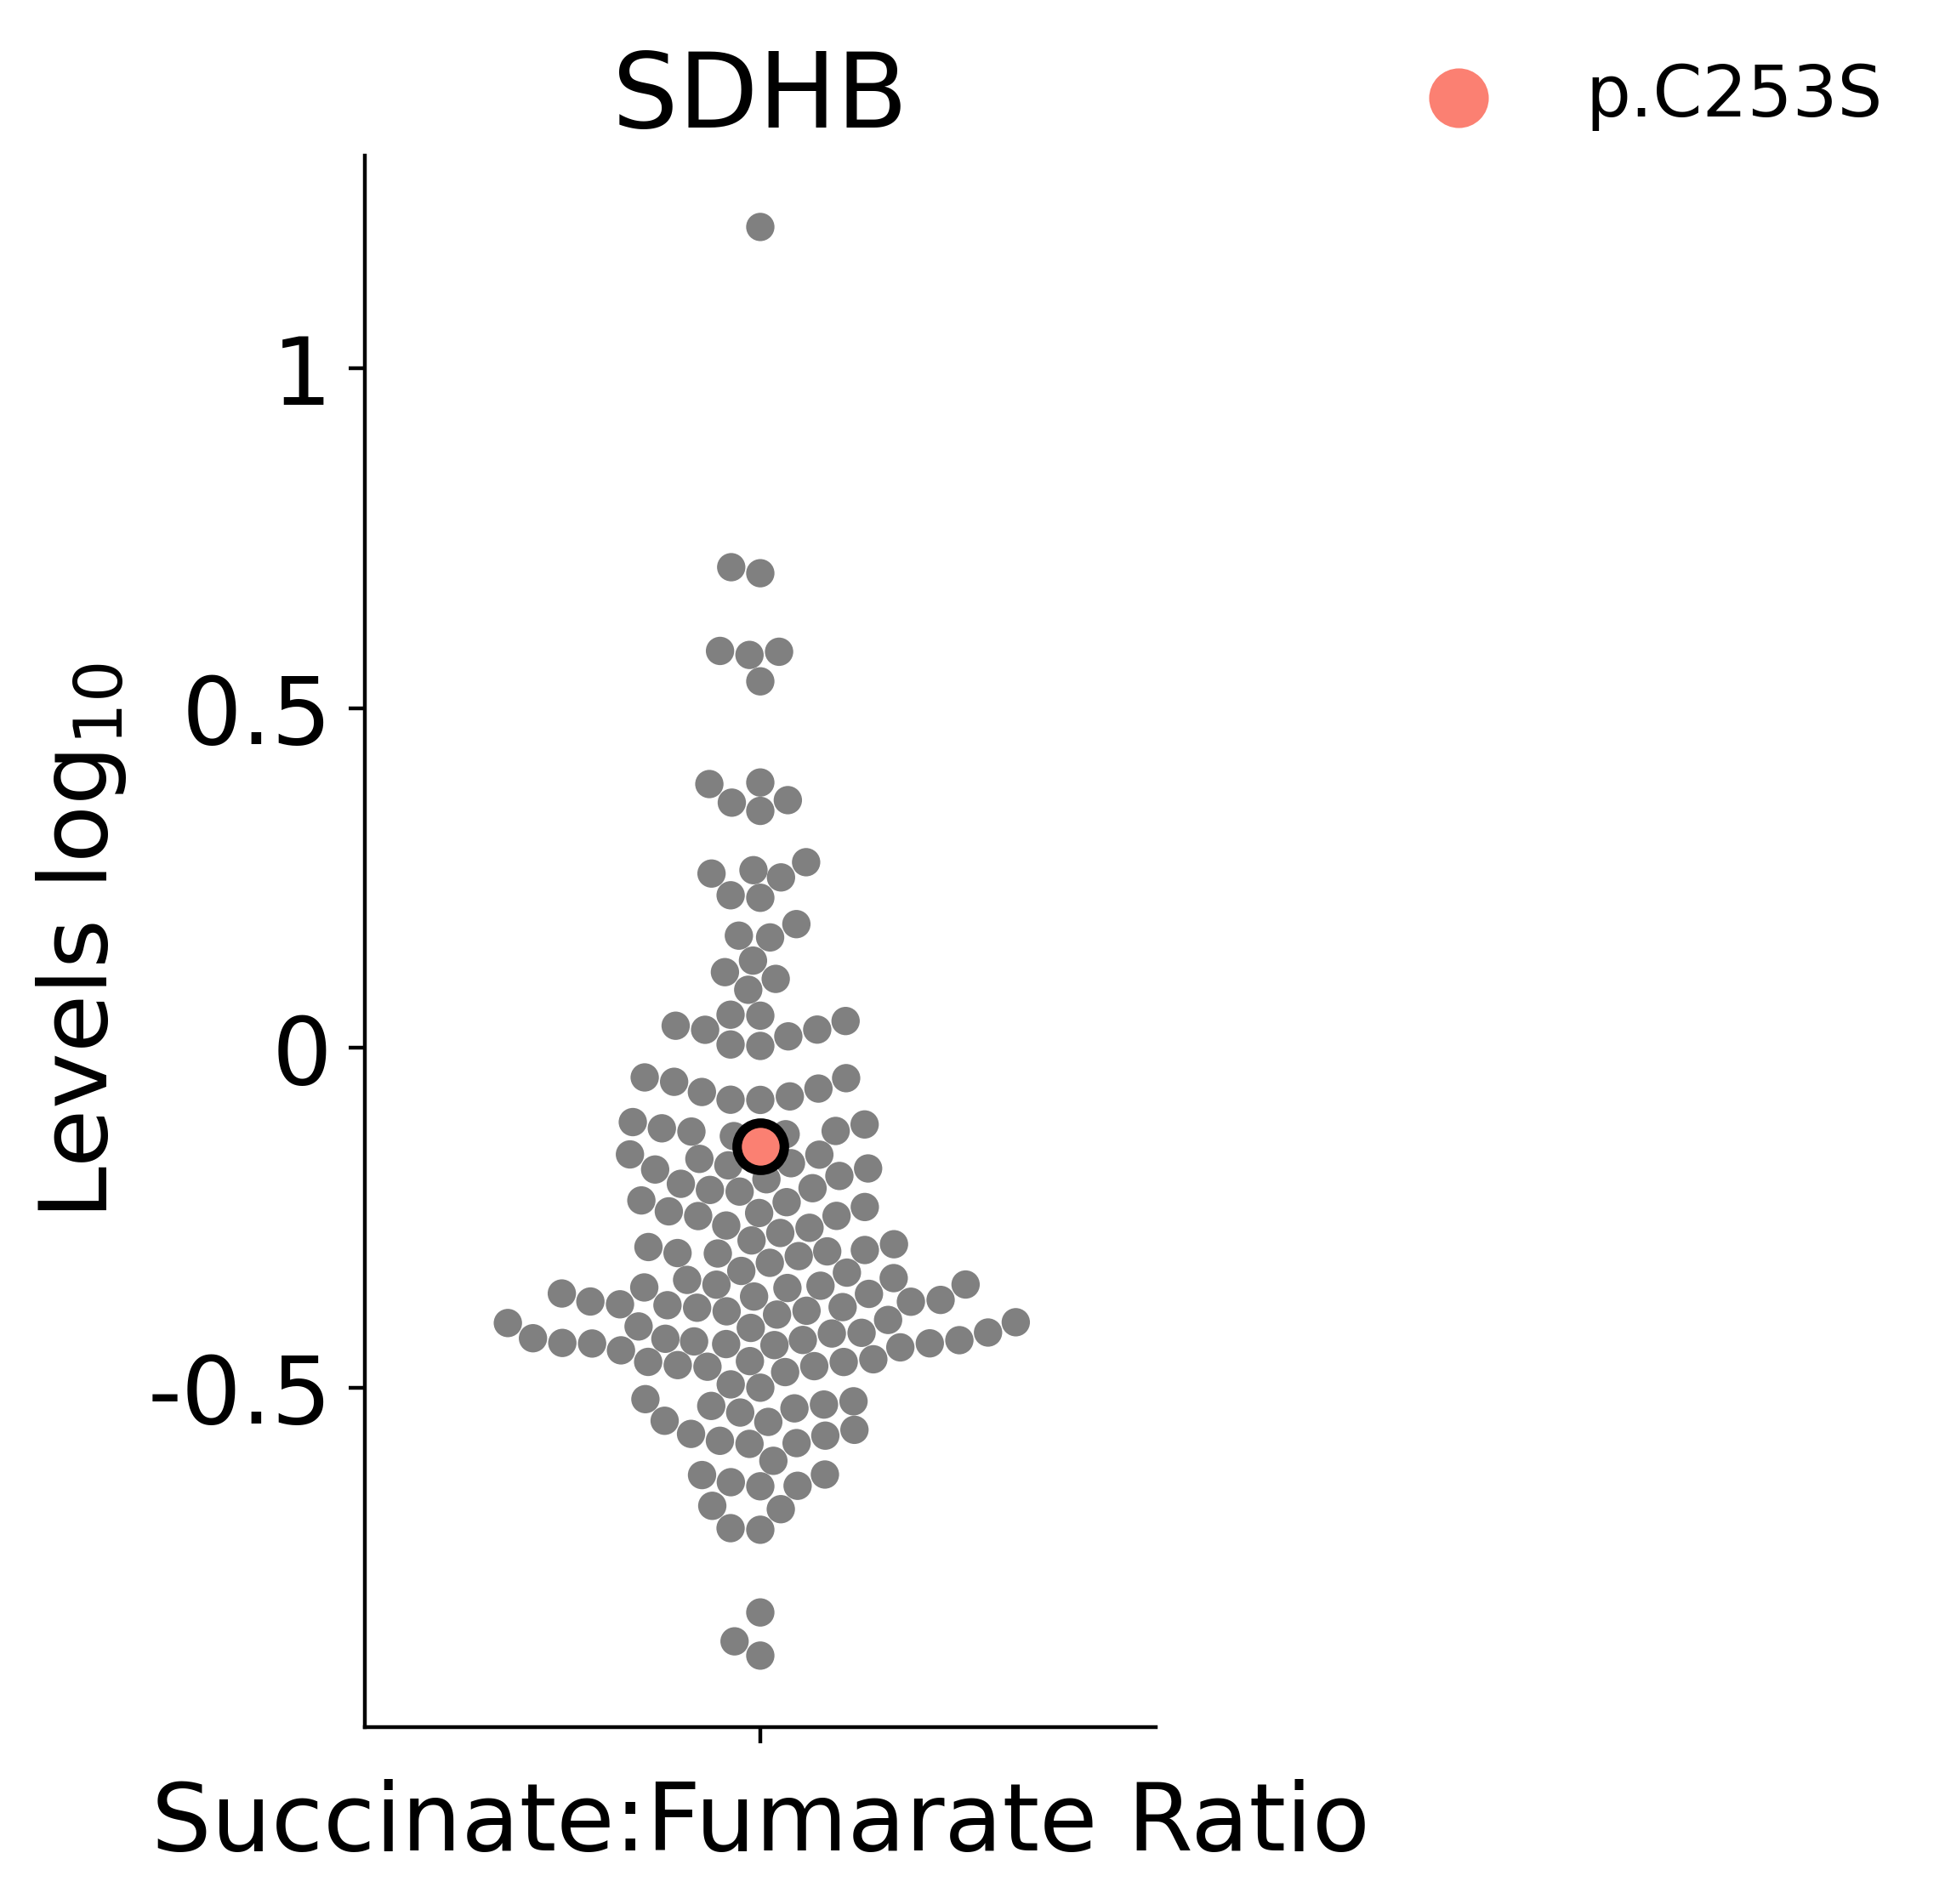 SDHB
p.C253S
Levels log10
1
0.5
0
-0.5
Succinate:Fumarate Ratio